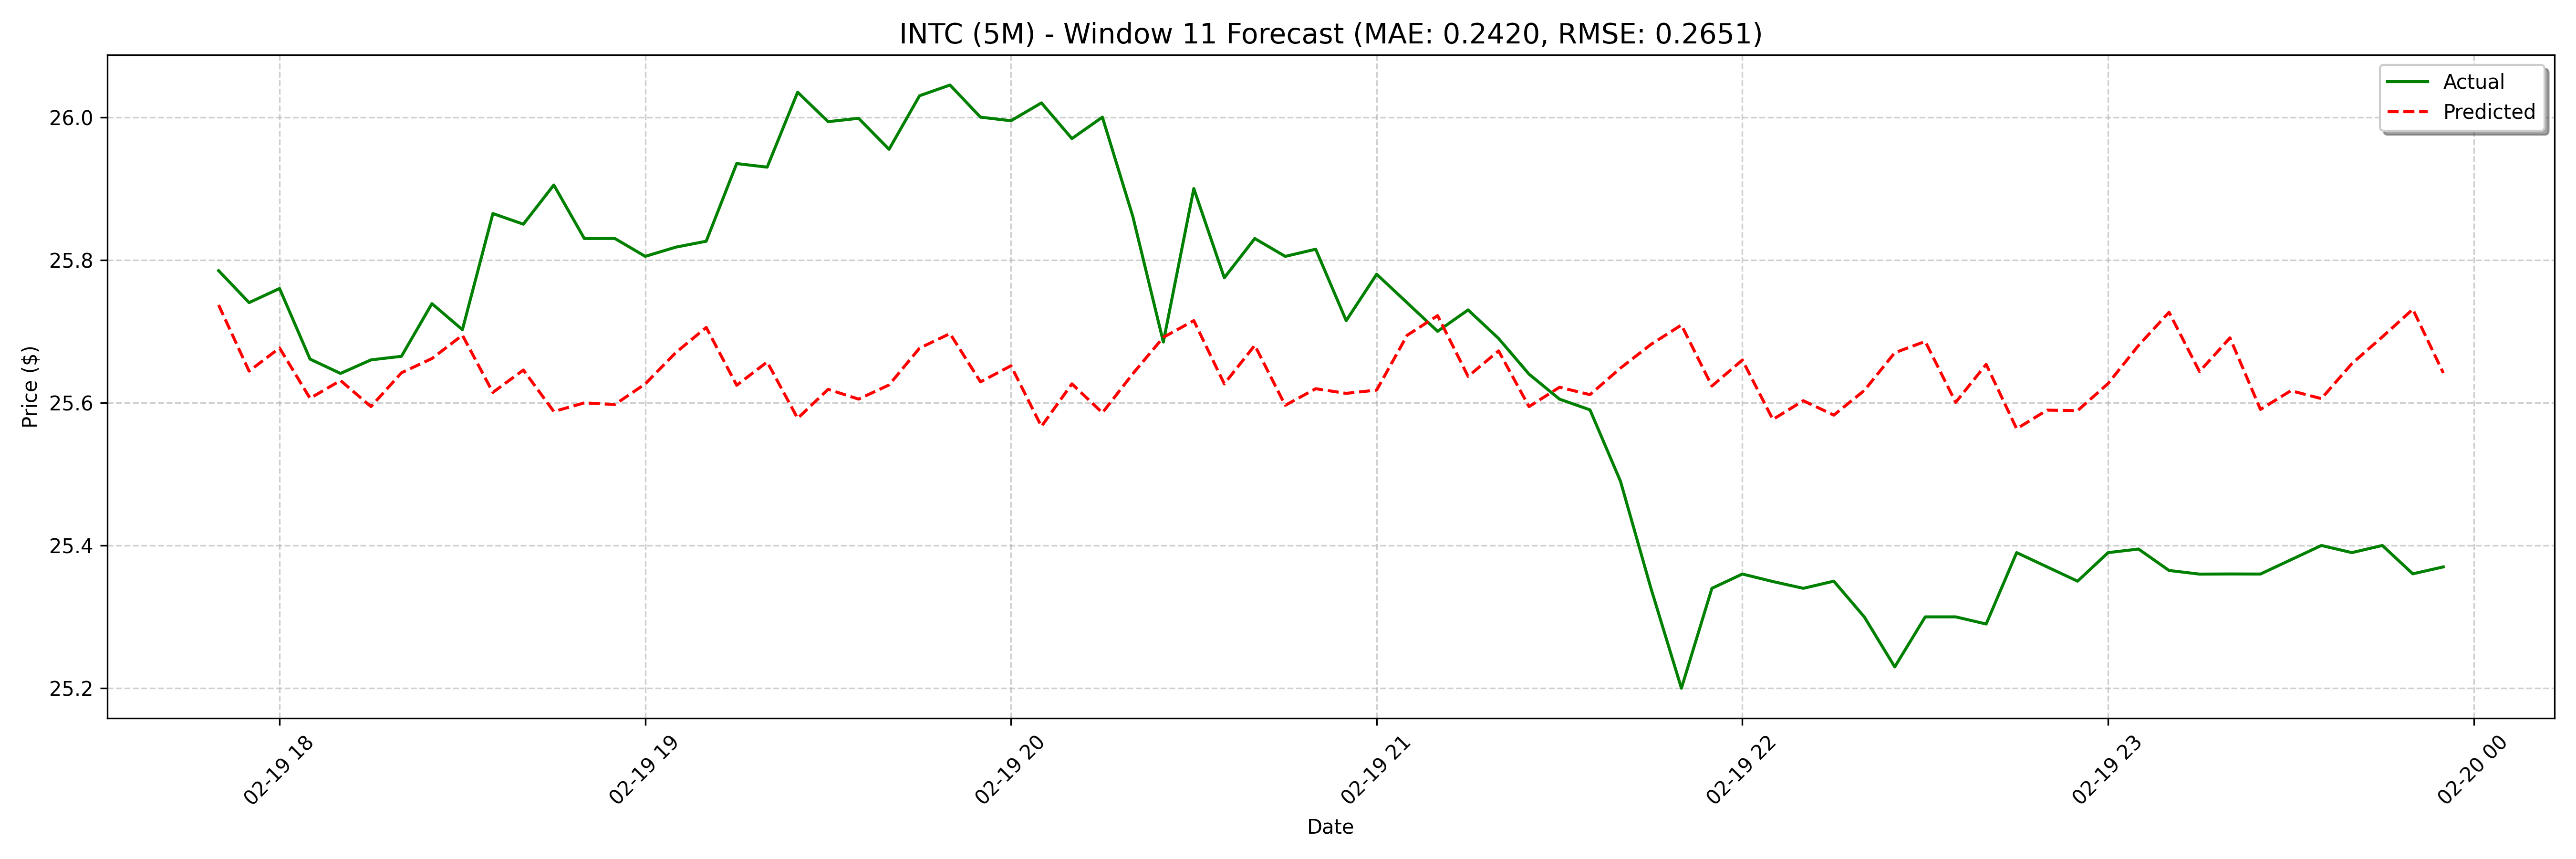 INTC (5M) - Window 11 Forecast (MAE: 0.2420, RMSE: 0.2651)
Actual
Predicted
Price ($)
26.0
25.8
25.6
25.4
25.2
02-19 18
02-19 19
02-19 20
02-19 21
02-19 22
02-19 23
02-20 00
Date